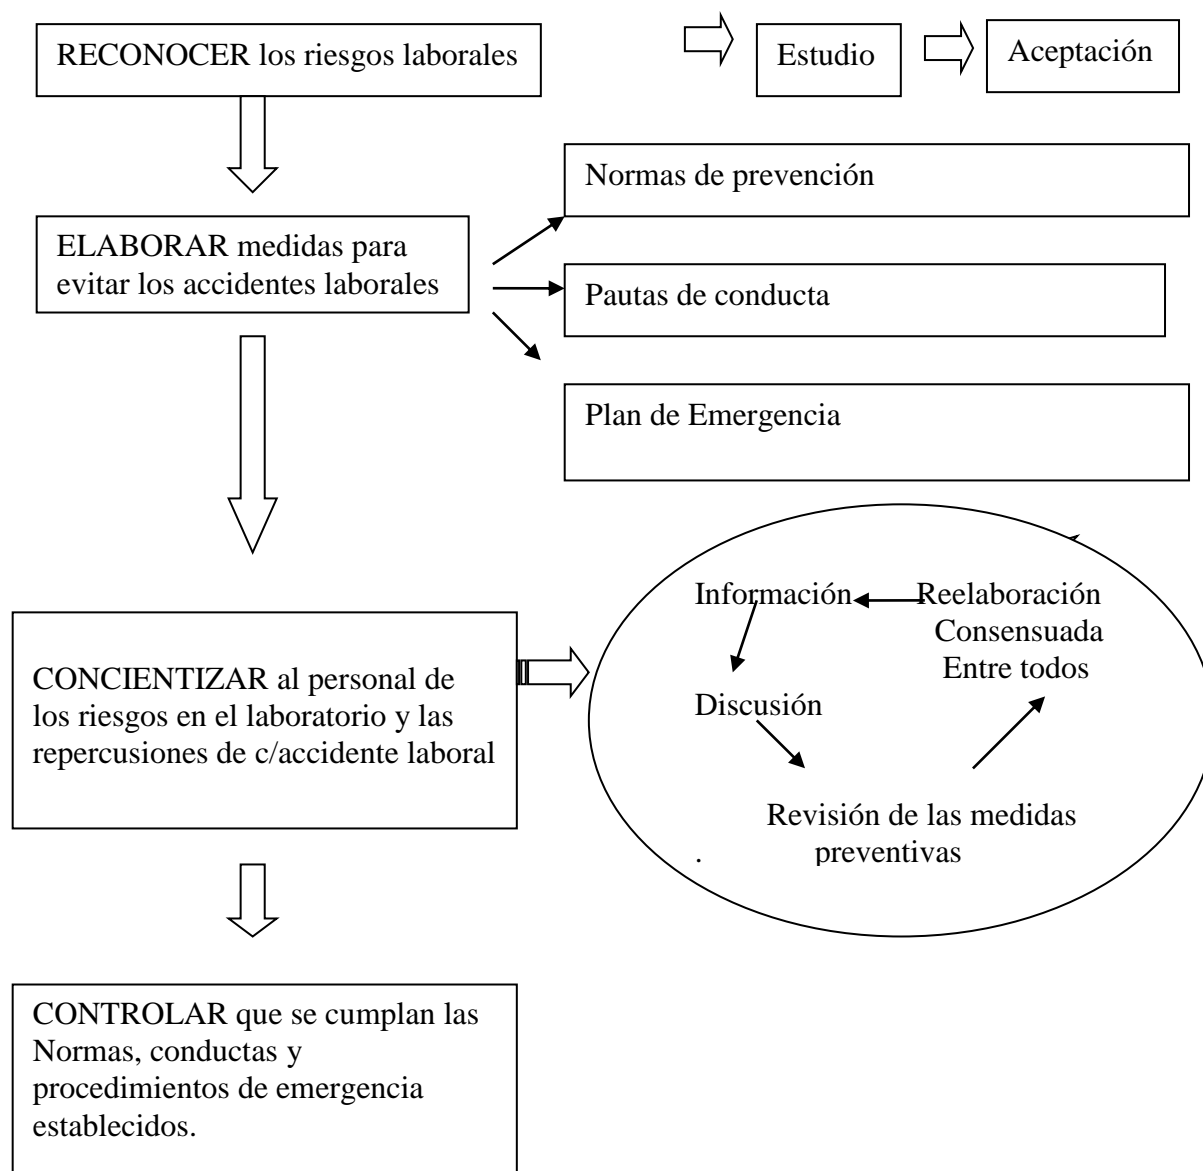 RECONOCER los riesgos laborales
Estudio
Aceptación
Normas de prevención
ELABORAR medidas para
evitar los accidentes laborales
Pautas de conducta
Plan de Emergencia
CONCIENTIZAR al personal de
los riesgos en el laboratorio y las
repercusiones de c/accidente laboral
Información
Reelaboración
Consensuada
Entre todos
Discusión
Revisión de las medidas
. preventivas
CONTROLAR que se cumplan las
Normas, conductas y
procedimientos de emergencia
establecidos.